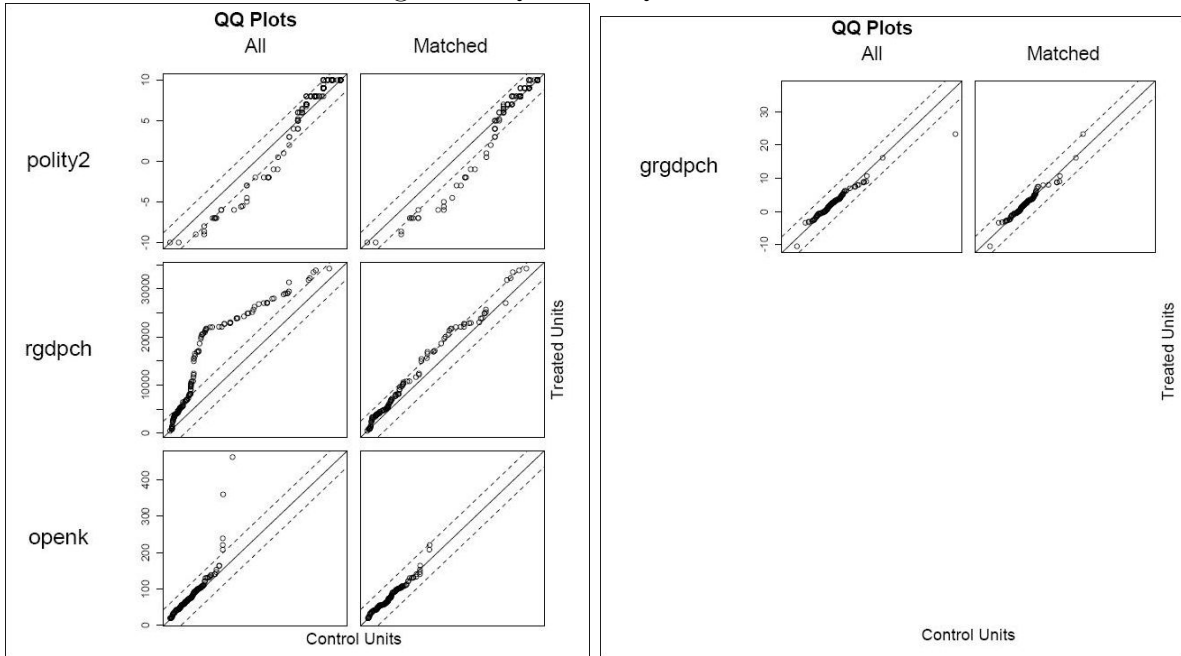 QQ Plots
All Matched
polity2
-10 -5 0 5 10
rgdpch
0 10000 20000 30000
openk
0 100 200 300 400
Control Units
Treated Units
QQ Plots
All Matched
grgdpch
-10 0 10 20 30
Control Units
Treated Units